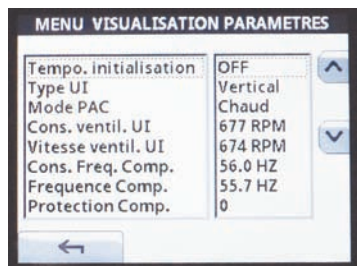 MENU VISUALISATION PARAMETRES
Tempo. initialisation OFF
Type UI Vertical
Mode PAC Chaud
Cons. ventil. UI 677 RPM
Vitesse ventil. UI 674 RPM
Cons. Freq. Comp. 56.0 HZ
Frequence Comp. 55.7 HZ
Protection Comp. 0